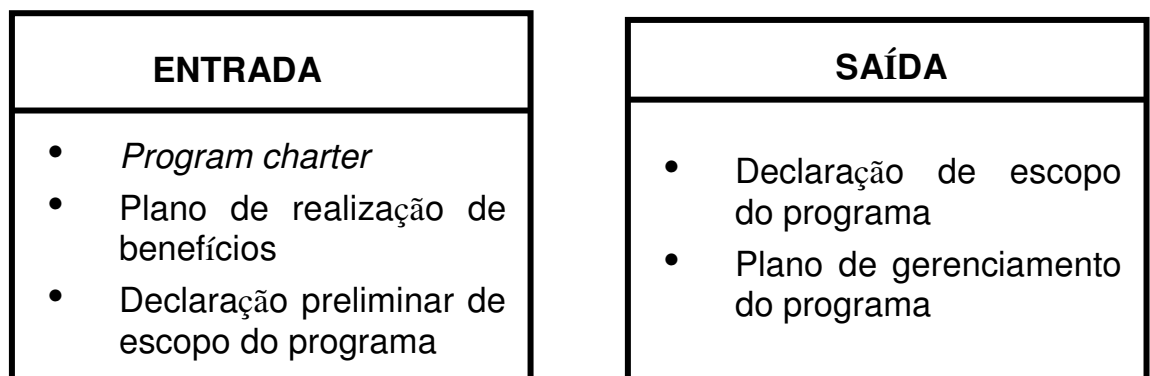 ENTRADA
• Program charter
• Plano de realização de
benefícios
• Declaração preliminar de
escopo do programa
SAÍDA
• Declaração de escopo
do programa
• Plano de gerenciamento
do programa